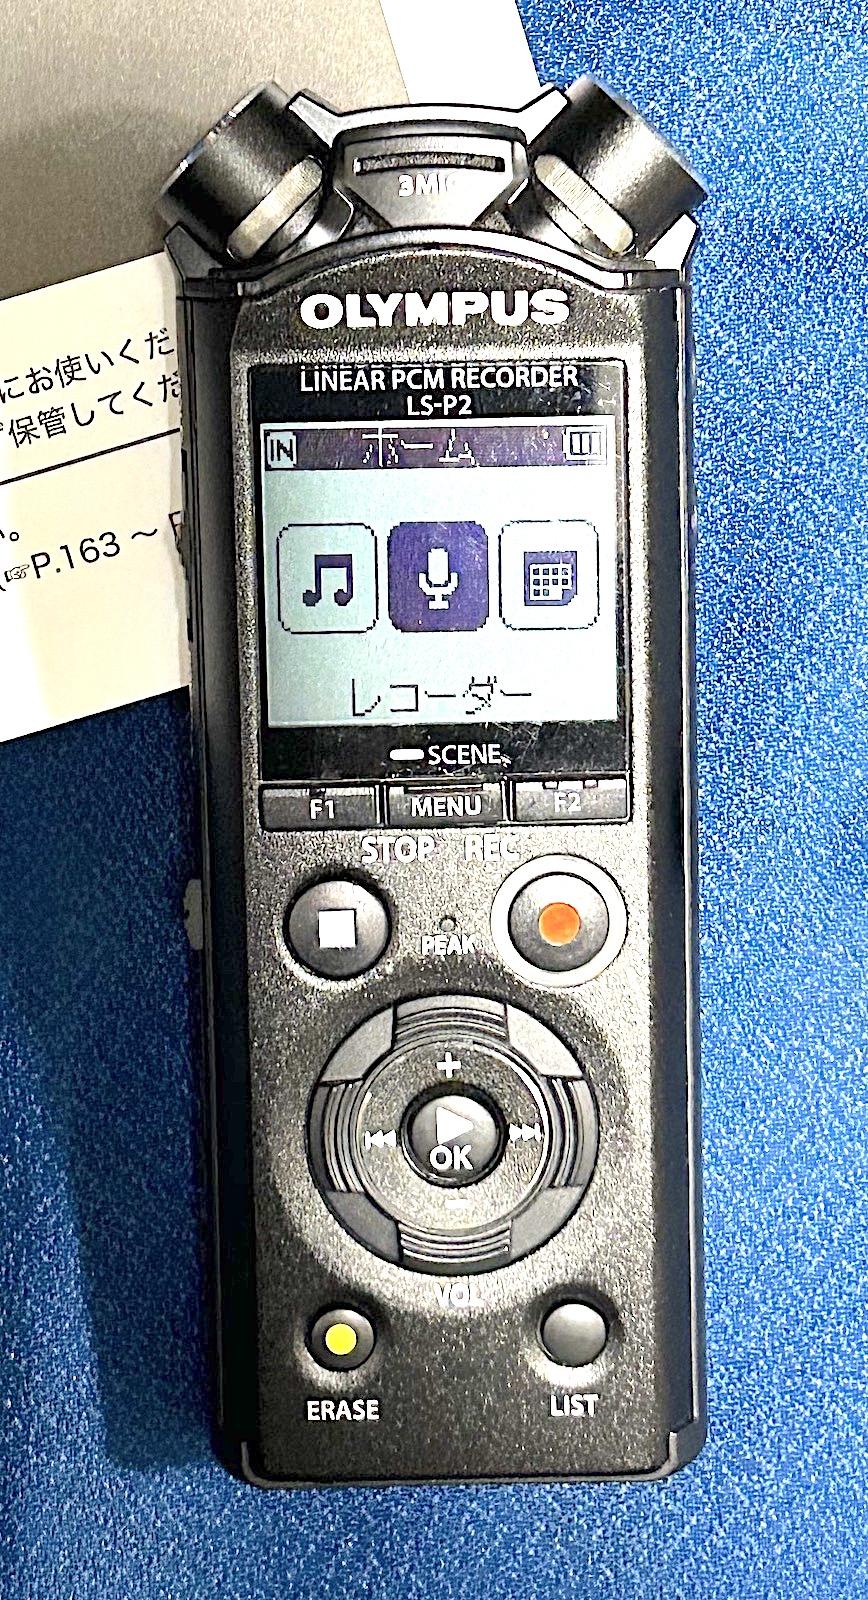 3MIC
OLYMPUS
LINEAR PCM RECORDER
LS-P2
IN ホーム
レコーダー
SCENE
F1 MENU F2
STOP REC
PEAK
+
OK
−
VOL
ERASE LIST
にお使いくだ
保管してくだ
い。
(☞P.163 ～